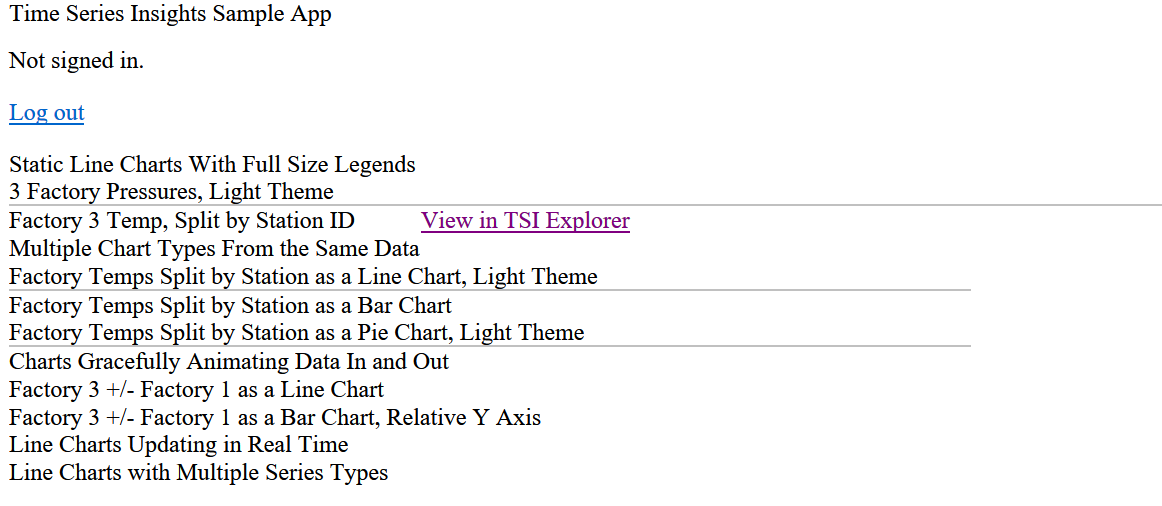 Time Series Insights Sample App
Not signed in.
Log out
Static Line Charts With Full Size Legends
3 Factory Pressures, Light Theme
Factory 3 Temp, Split by Station ID View in TSI Explorer
Multiple Chart Types From the Same Data
Factory Temps Split by Station as a Line Chart, Light Theme
Factory Temps Split by Station as a Bar Chart
Factory Temps Split by Station as a Pie Chart, Light Theme
Charts Gracefully Animating Data In and Out
Factory 3 +/- Factory 1 as a Line Chart
Factory 3 +/- Factory 1 as a Bar Chart, Relative Y Axis
Line Charts Updating in Real Time
Line Charts with Multiple Series Types